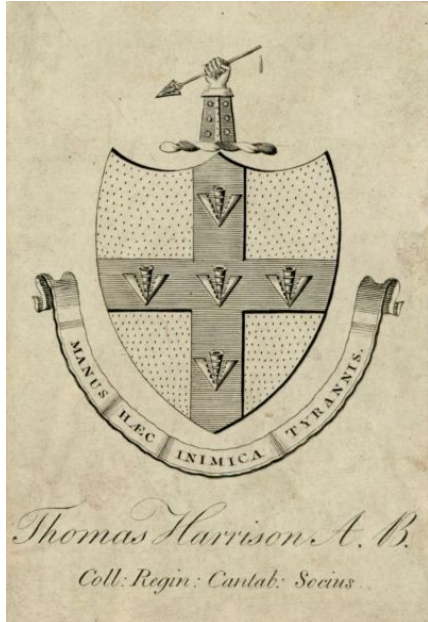 MANUS HÆC INIMICA TYRANNIS.
Thomas Harrison A. B.
Coll: Regin: Cantab: Socius